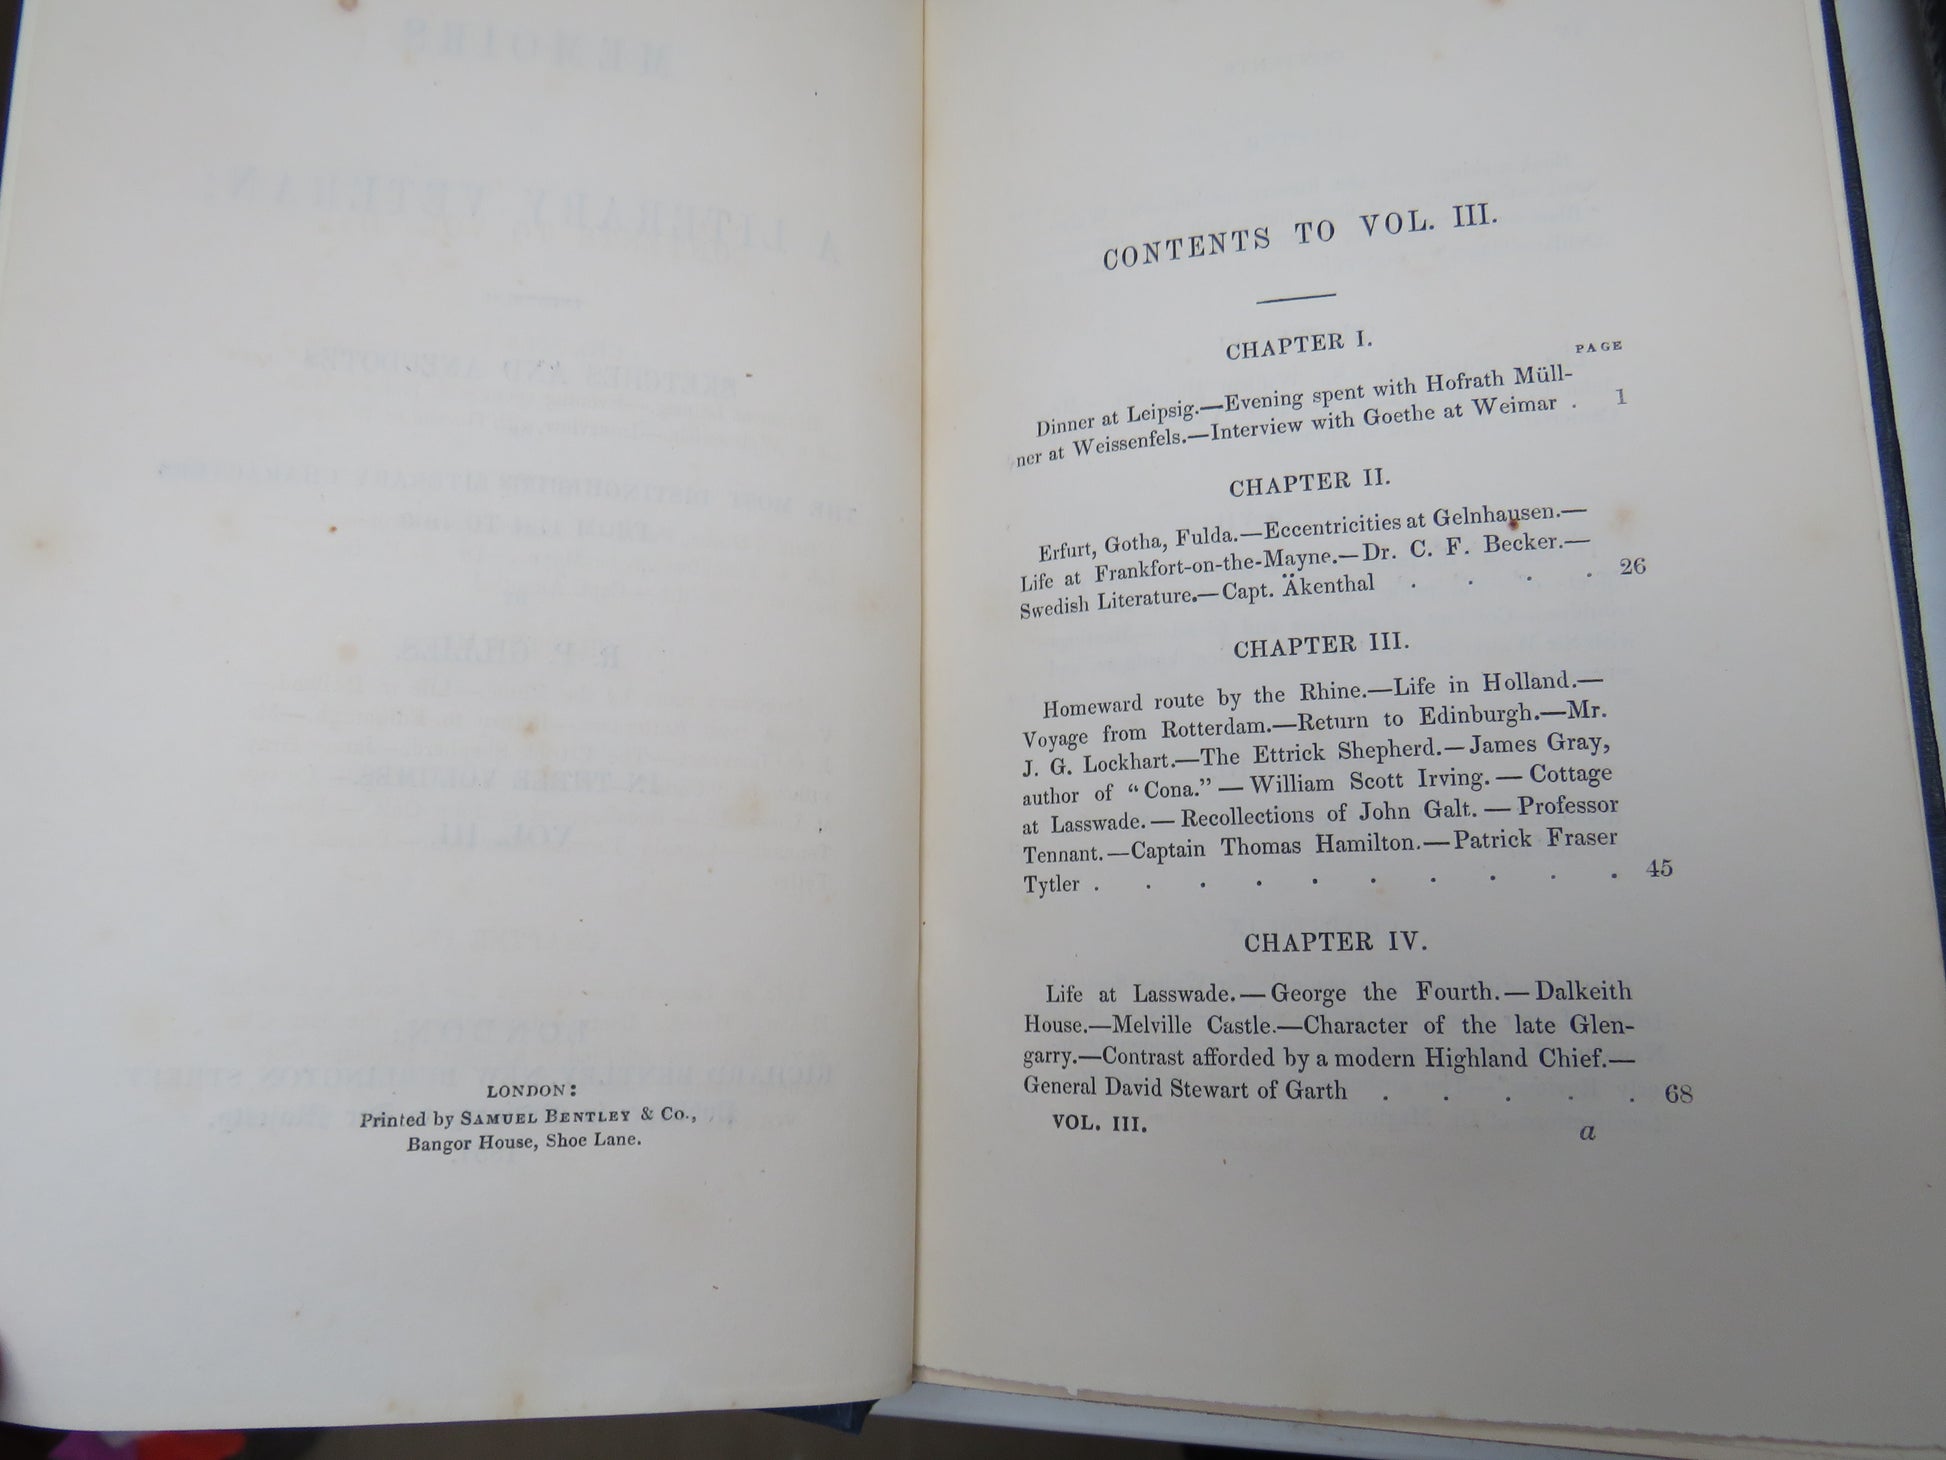 LONDON:
Printed by SAMUEL BENTLEY & Co.,
Bangor House, Shoe Lane.
CONTENTS TO VOL. III.
CHAPTER I.
PAGE
Dinner at Leipsig.—Evening spent with Hofrath Müll-
ner at Weissenfels.—Interview with Goethe at Weimar . 1
CHAPTER II.
Erfurt, Gotha, Fulda.—Eccentricities at Gelnhausen.—
Life at Frankfort-on-the-Mayne.—Dr. C. F. Becker.—
Swedish Literature.—Capt. Äkenthal . . . . 26
CHAPTER III.
Homeward route by the Rhine.—Life in Holland.—
Voyage from Rotterdam.—Return to Edinburgh.—Mr.
J. G. Lockhart.—The Ettrick Shepherd.—James Gray,
author of “Cona.”—William Scott Irving.—Cottage
at Lasswade.—Recollections of John Galt.—Professor
Tennant.—Captain Thomas Hamilton.—Patrick Fraser
Tytler . . . . . . . . . . 45
CHAPTER IV.
Life at Lasswade.—George the Fourth.—Dalkeith
House.—Melville Castle.—Character of the late Glen-
garry.—Contrast afforded by a modern Highland Chief.—
General David Stewart of Garth . . . . . 68
VOL. III. a